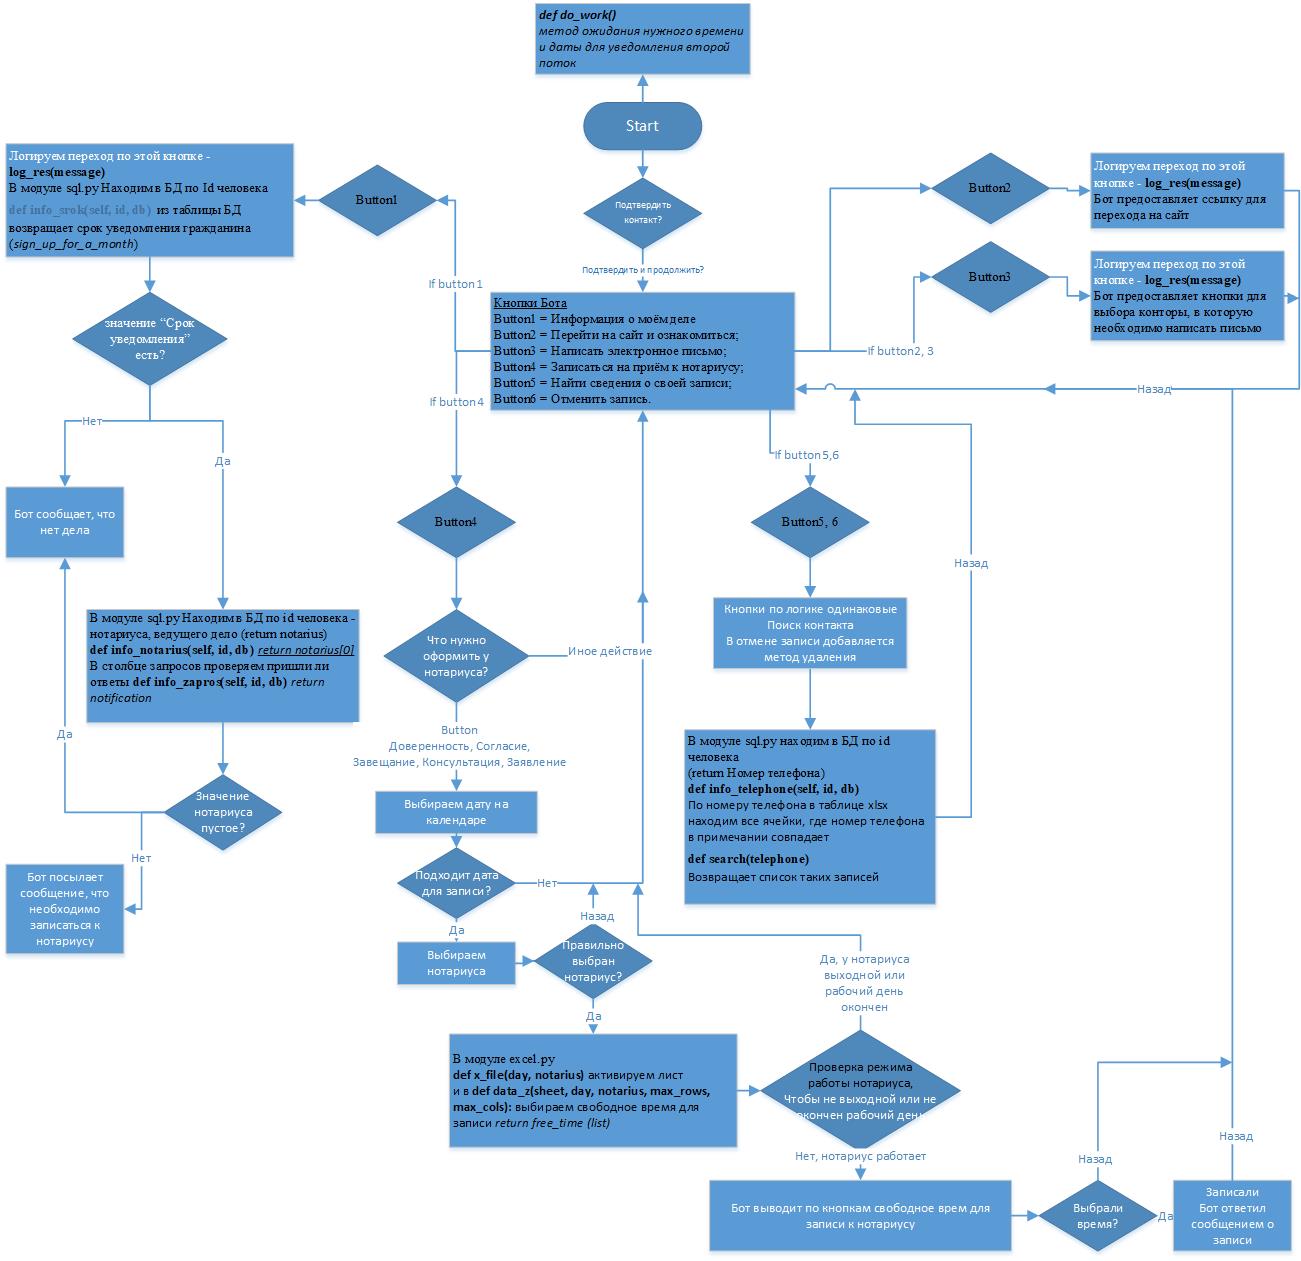 def do_work()
метод ожидания нужного времени
и даты для уведомления второй
поток
Start
Подтвердить
контакт?
Подтвердить и продолжить?
Логируем переход по этой кнопке -
log_res(message)
В модуле sql.py Находим в БД по Id человека
def info_srok(self, id, db) из таблицы БД
возвращает срок уведомления гражданина
(sign_up_for_a_month)
Button1
If button1
Button2
Логируем переход по этой
кнопке - log_res(message)
Бот предоставляет ссылку для
перехода на сайт
Button3
Логируем переход по этой
кнопке - log_res(message)
Бот предоставляет кнопки для
выбора конторы, в которую
необходимо написать письмо
Кнопки Бота
Button1 = Информация о моём деле
Button2 = Перейти на сайт и ознакомиться;
Button3 = Написать электронное письмо;
Button4 = Записаться на приём к нотариусу;
Button5 = Найти сведения о своей записи;
Button6 = Отменить запись.
If button2, 3
Назад
значение “Срок
уведомления”
есть?
Нет
Да
If button4
If button5,6
Бот сообщает, что
нет дела
Button4
Button5, 6
Назад
В модуле sql.py Находим в БД по id человека -
нотариуса, ведущего дело (return notarius)
def info_notarius(self, id, db) return notarius[0]
В столбце запросов проверяем пришли ли
ответы def info_zapros(self, id, db) return
notification
Что нужно
оформить у
нотариуса?
Иное действие
Кнопки по логике одинаковые
Поиск контакта
В отмене записи добавляется
метод удаления
Да
Button
Доверенность, Согласие,
Завещание, Консультация, Заявление
В модуле sql.py находим в БД по id
человека
(return Номер телефона)
def info_telephone(self, id, db)
По номеру телефона в таблице xlsx
находим все ячейки, где номер телефона
в примечании совпадает
def search(telephone)
Возвращает список таких записей
Значение
нотариуса
пустое?
Нет
Выбираем дату на
календаре
Бот посылает
сообщение, что
необходимо
записаться к
нотариусу
Подходит дата
для записи?
Нет
Да
Назад
Выбираем
нотариуса
Правильно
выбран
нотариус?
Да
Да, у нотариуса
выходной или
рабочий день
окончен
В модуле excel.py
def x_file(day, notarius) активируем лист
и в def data_z(sheet, day, notarius, max_rows,
max_cols): выбираем свободное время для
записи return free_time (list)
Проверка режима
работы нотариуса,
Чтобы не выходной или не
окончен рабочий день
Нет, нотариус работает
Назад
Назад
Бот выводит по кнопкам свободное врем для
записи к нотариусу
Выбрали
время?
Да
Записали
Бот ответил
сообщением о
записи